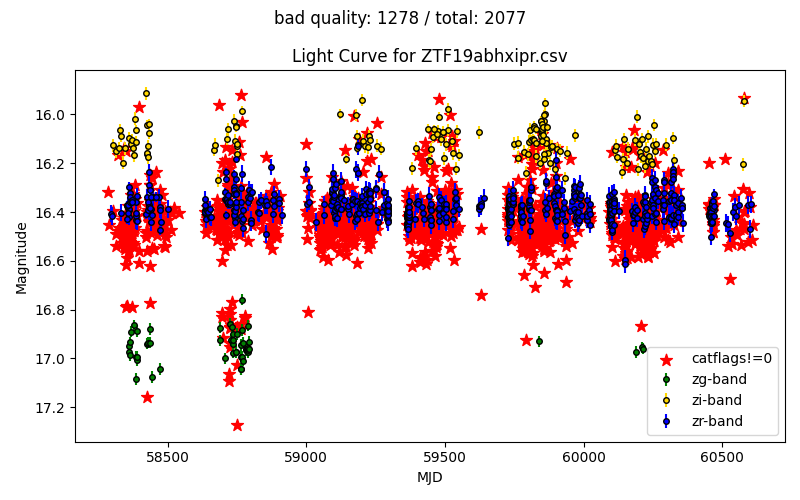 bad quality: 1278 / total: 2077
Light Curve for ZTF19abhxipr.csv
16.0
16.2
16.4
16.6
16.8
17.0
17.2
Magnitude
58500
59000
59500
60000
60500
MJD
catflags!=0
zg-band
zi-band
zr-band